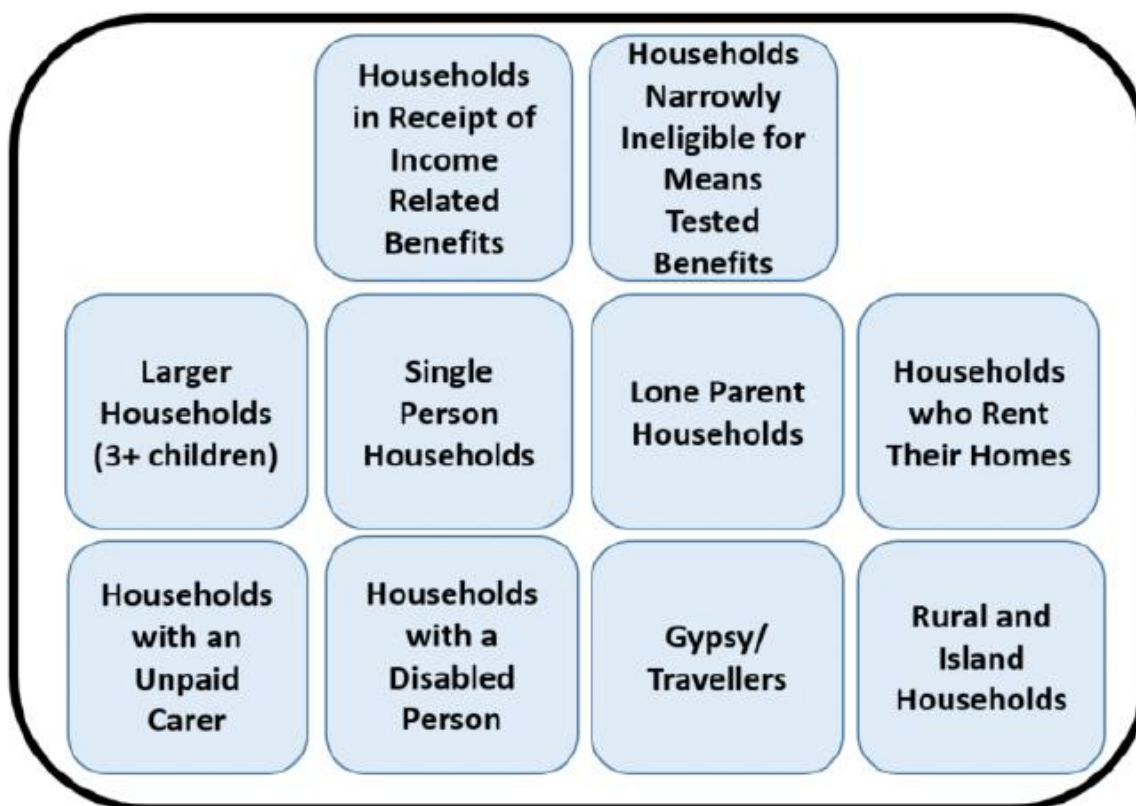 Households
in Receipt of
Income
Related
Benefits
Households
Narrowly
Ineligible for
Means
Tested
Benefits
Larger
Households
(3+ children)
Single
Person
Households
Lone Parent
Households
Households
who Rent
Their Homes
Households
with an
Unpaid
Carer
Households
with a
Disabled
Person
Gypsy/
Travellers
Rural and
Island
Households